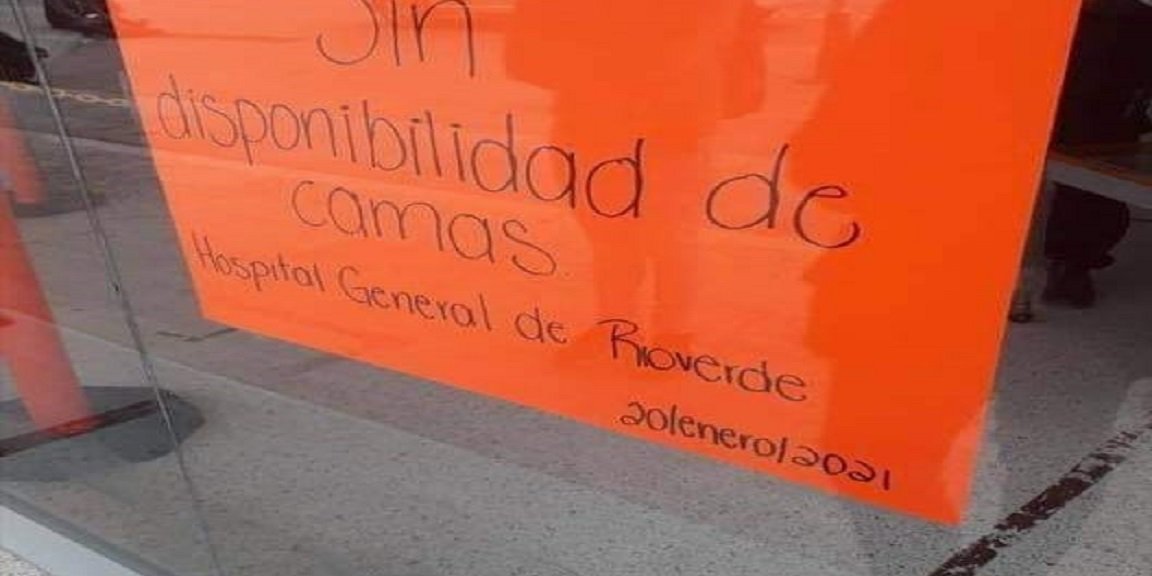 Sin
disponibilidad de
camas.
Hospital General de Rioverde
20/enero/2021